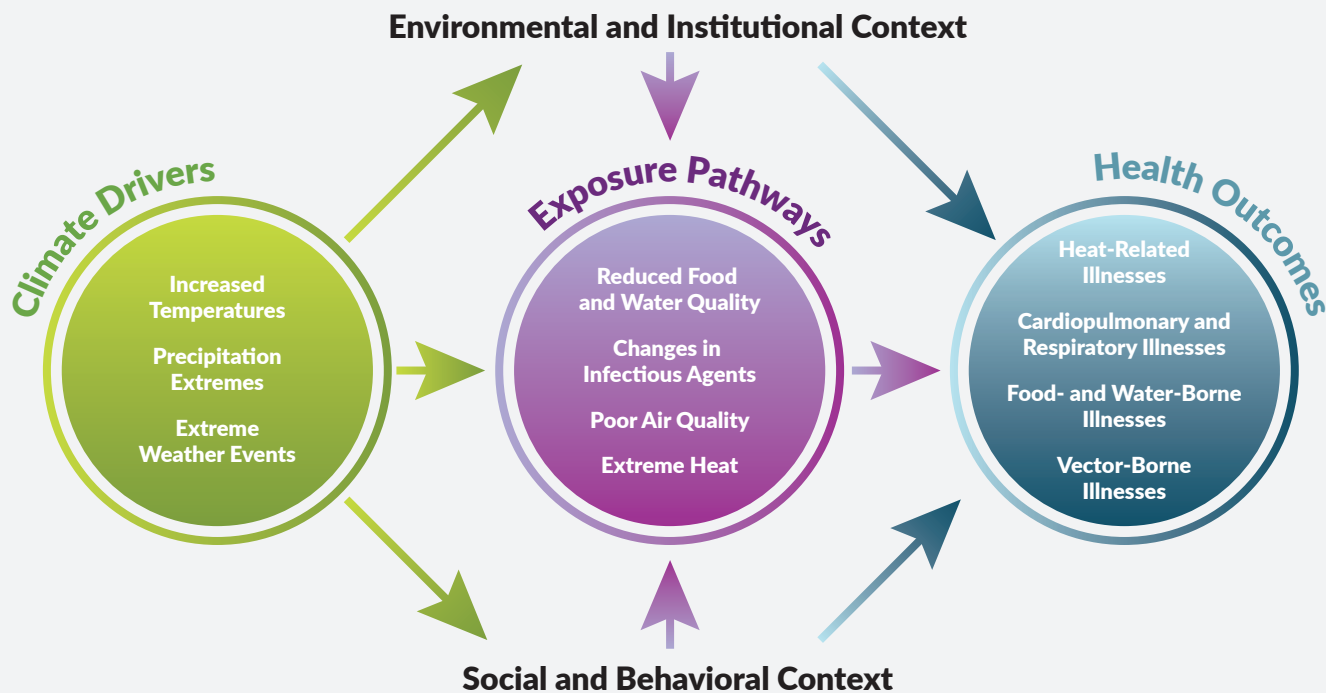 Environmental and Institutional Context
Climate Drivers
Increased
Temperatures
Precipitation
Extremes
Extreme
Weather Events
Exposure Pathways
Reduced Food
and Water Quality
Changes in
Infectious Agents
Poor Air Quality
Extreme Heat
Health Outcomes
Heat-Related
Illnesses
Cardiopulmonary and
Respiratory Illnesses
Food- and Water-Borne
Illnesses
Vector-Borne
Illnesses
Social and Behavioral Context